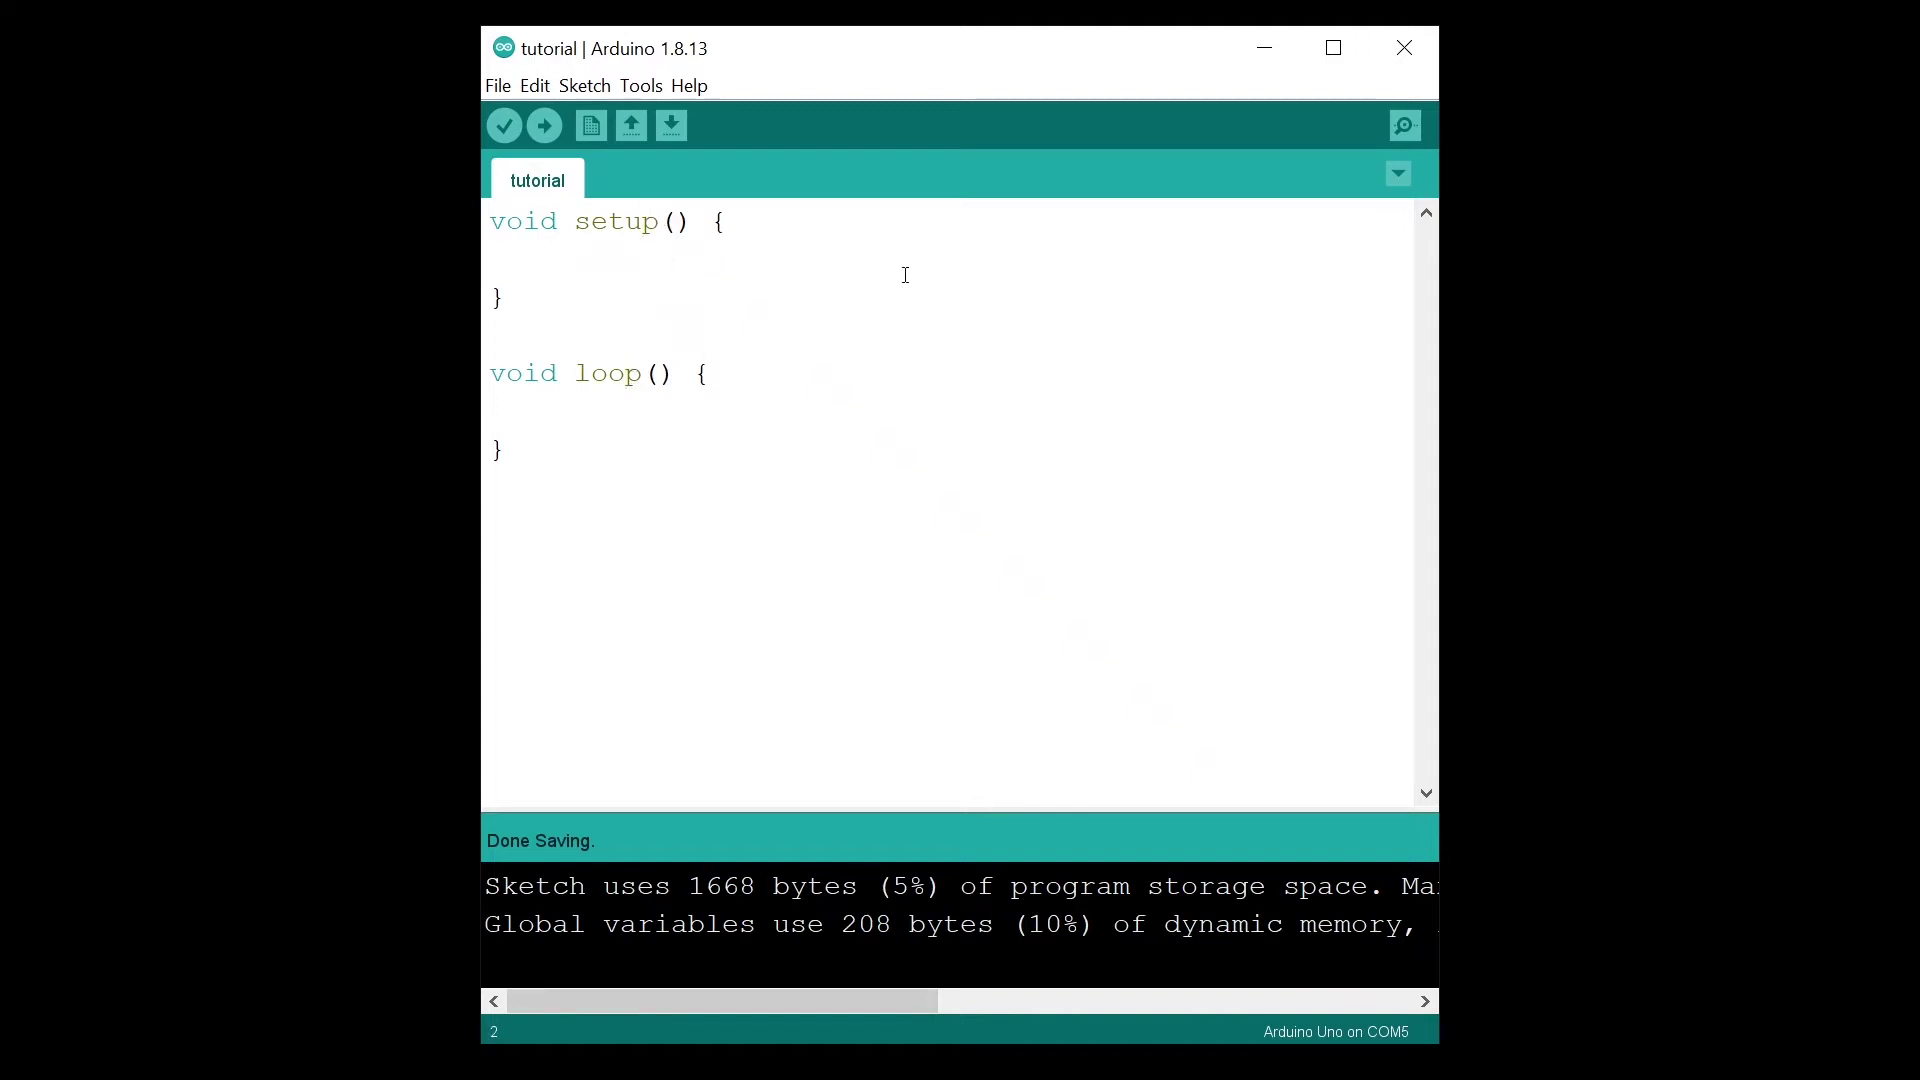 tutorial | Arduino 1.8.13
File Edit Sketch Tools Help
tutorial
void setup() {
}
void loop() {
}
Done Saving.
Sketch uses 1668 bytes (5%) of program storage space. Ma
Global variables use 208 bytes (10%) of dynamic memory,
2
Arduino Uno on COM5